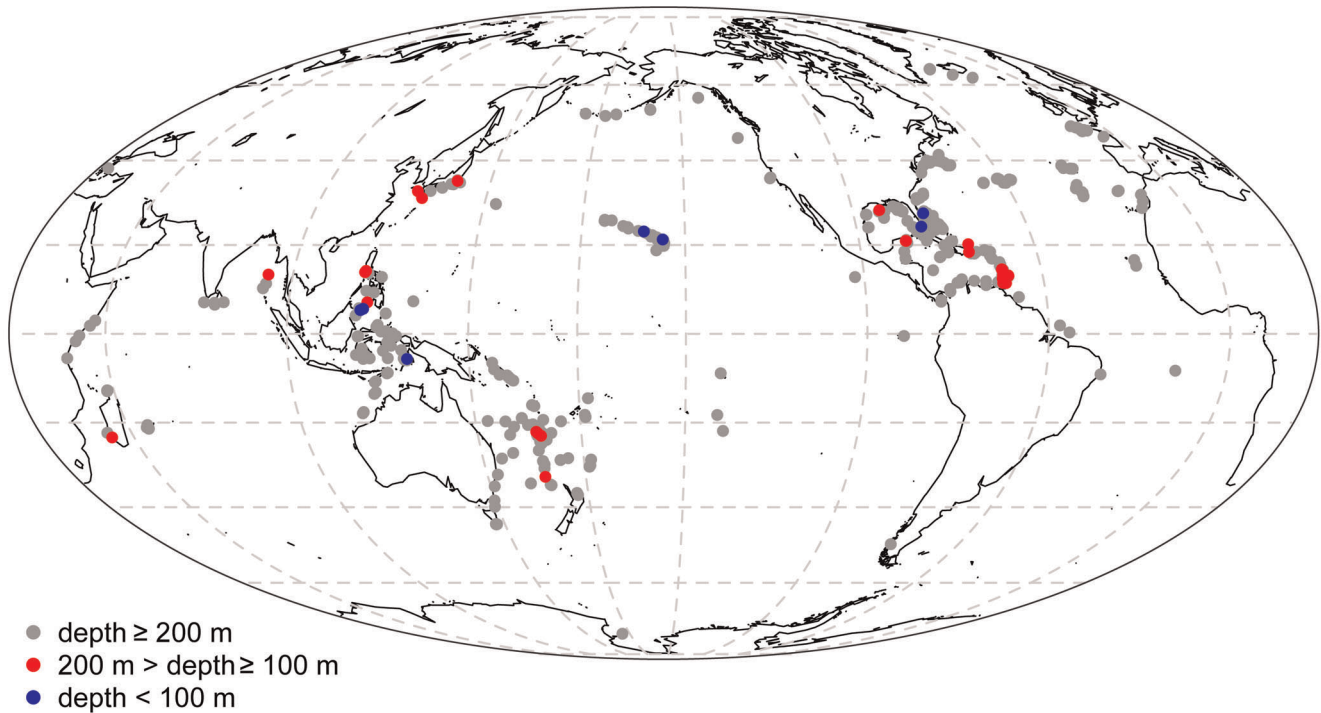 depth ≥ 200 m
200 m > depth ≥ 100 m
depth < 100 m